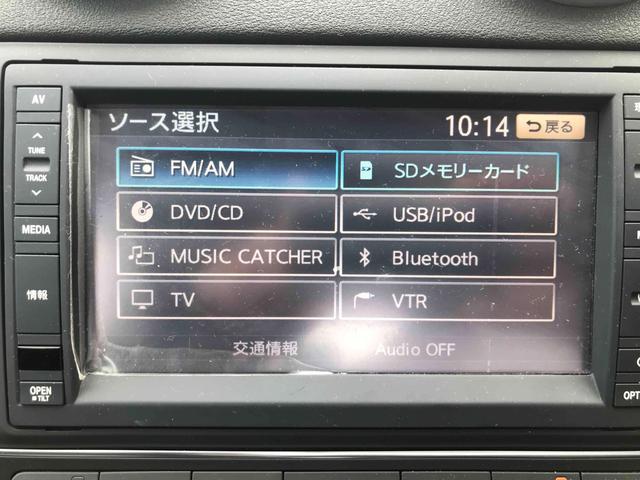 AV
TUNE
TRACK
MEDIA
情報
OPEN
TILT
ソース選択
10:14
戻る
FM/AM
SDメモリーカード
DVD/CD
USB/iPod
MUSIC CATCHER
Bluetooth
TV
VTR
交通情報
Audio OFF
OPT